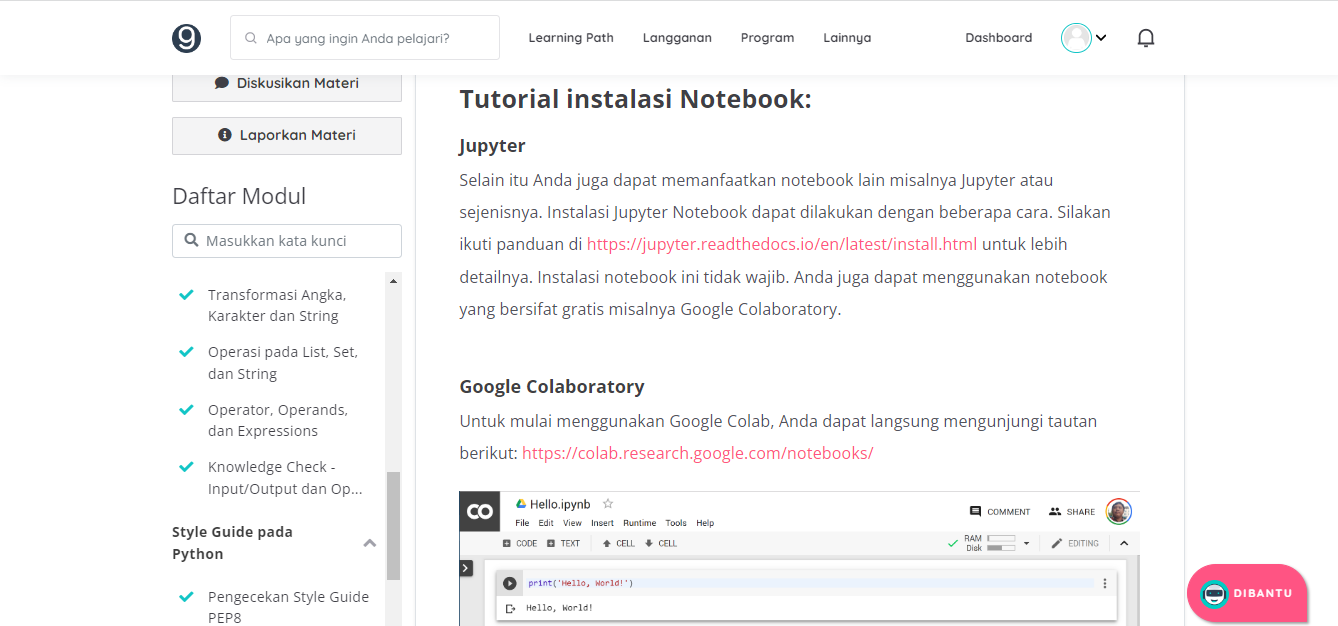 g
Apa yang ingin Anda pelajari?
Learning Path
Langganan
Program
Lainnya
Dashboard
Diskusikan Materi
Laporkan Materi
Daftar Modul
Masukkan kata kunci
Transformasi Angka,
Karakter dan String
Operasi pada List, Set,
dan String
Operator, Operands,
dan Expressions
Knowledge Check -
Input/Output dan Op...
Style Guide pada
Python
Pengecekan Style Guide
PEP8
Tutorial instalasi Notebook:
Jupyter
Selain itu Anda juga dapat memanfaatkan notebook lain misalnya Jupyter atau
sejenisnya. Instalasi Jupyter Notebook dapat dilakukan dengan beberapa cara. Silakan
ikuti panduan di https://jupyter.readthedocs.io/en/latest/install.html untuk lebih
detailnya. Instalasi notebook ini tidak wajib. Anda juga dapat menggunakan notebook
yang bersifat gratis misalnya Google Colaboratory.
Google Colaboratory
Untuk mulai menggunakan Google Colab, Anda dapat langsung mengunjungi tautan
berikut: https://colab.research.google.com/notebooks/
CO
Hello.ipynb
File Edit View Insert Runtime Tools Help
COMMENT
SHARE
CODE TEXT CELL CELL
RAM
Disk
EDITING
print('Hello, World!')
Hello, World!
DIBANTU